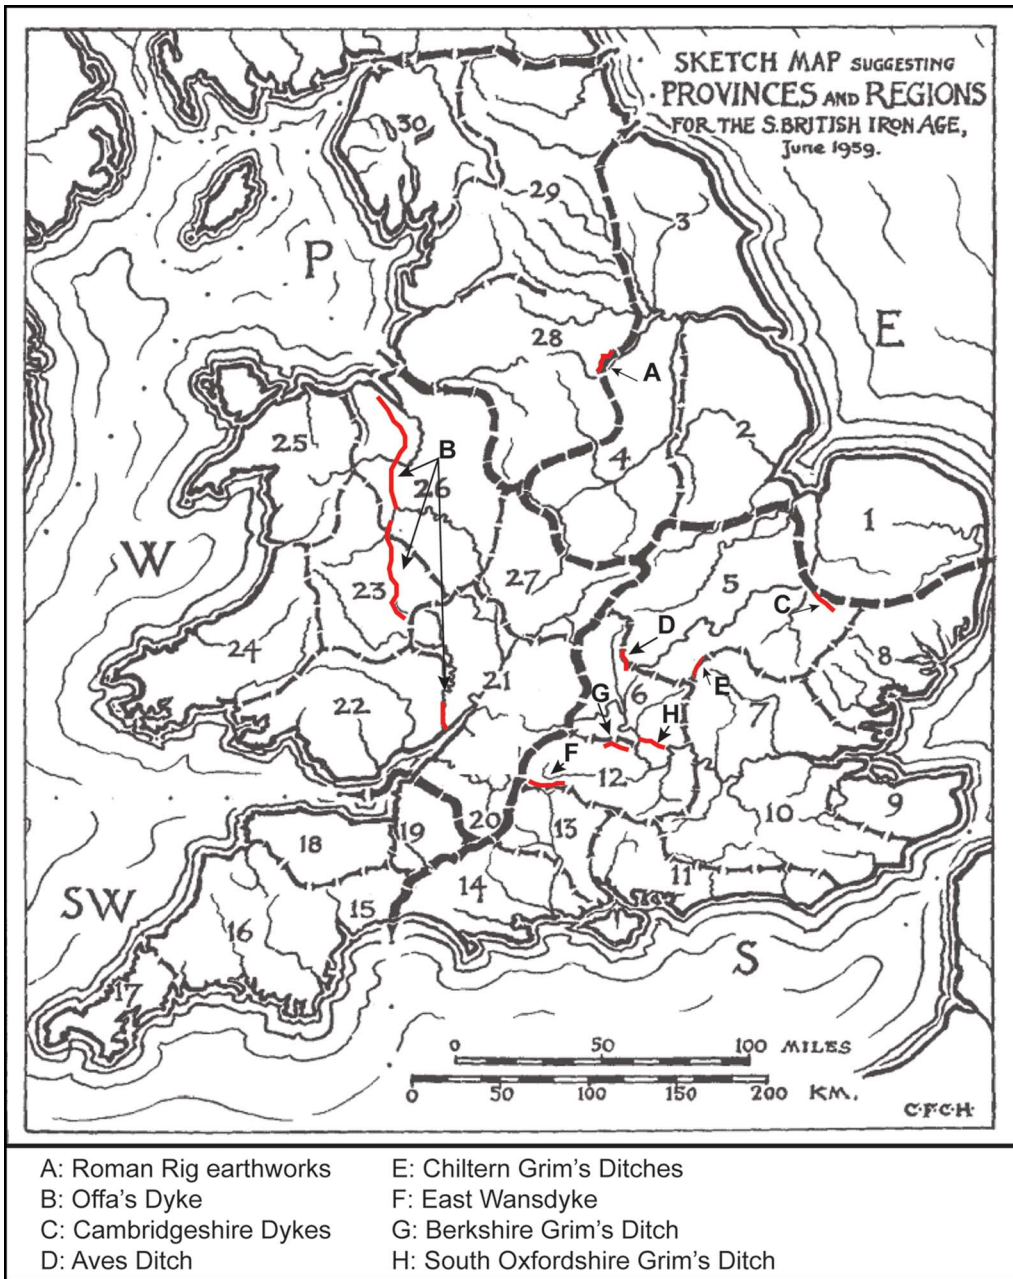 SKETCH MAP SUGGESTING
PROVINCES AND REGIONS
FOR THE S. BRITISH IRON AGE,
June 1959.
30
29
3
P
E
28
A
25
B
2
4
26
1
W
5
27
23
C
D
24
8
21
E
G
6
22
H
7
F
12
10
9
20
13
19
18
11
14
SW
15
16
S
17
0 50 100 MILES
0 50 100 150 200 KM.
C·F·C·H·
A: Roman Rig earthworks
B: Offa's Dyke
C: Cambridgeshire Dykes
D: Aves Ditch
E: Chiltern Grim's Ditches
F: East Wansdyke
G: Berkshire Grim's Ditch
H: South Oxfordshire Grim's Ditch